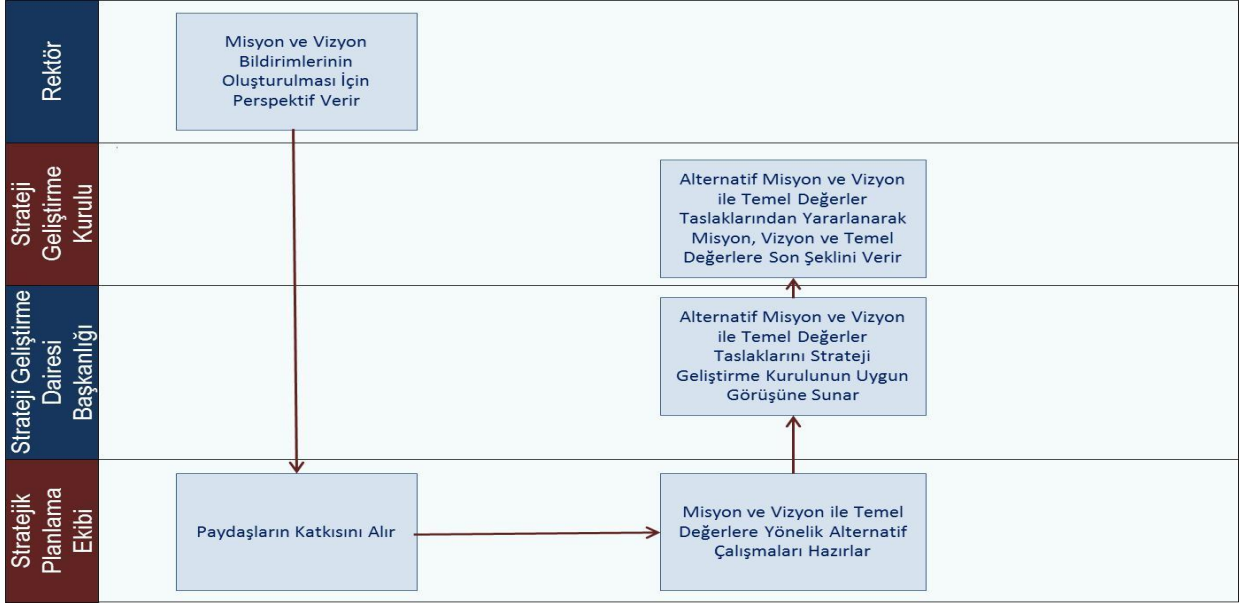 Rektör
Misyon ve Vizyon
Bildirimlerinin
Oluşturulması İçin
Perspektif Verir
Strateji
Geliştirme
Kurulu
Alternatif Misyon ve Vizyon
ile Temel Değerler
Taslaklarından Yararlanarak
Misyon, Vizyon ve Temel
Değerlere Son Şeklini Verir
Strateji Geliştirme
Dairesi
Başkanlığı
Alternatif Misyon ve Vizyon
ile Temel Değerler
Taslaklarını Strateji
Geliştirme Kurulunun Uygun
Görüşüne Sunar
Stratejik
Planlama
Ekibi
Paydaşların Katkısını Alır
Misyon ve Vizyon ile Temel
Değerlere Yönelik Alternatif
Çalışmaları Hazırlar